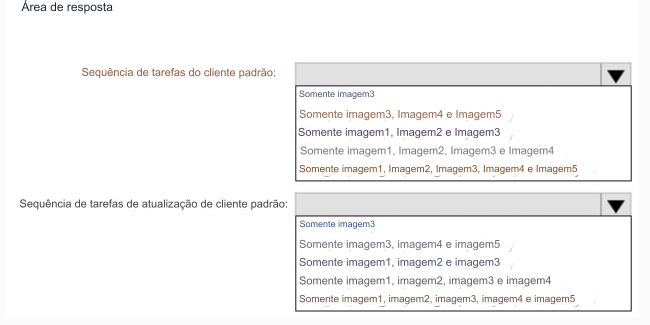 Área de resposta
Sequência de tarefas do cliente padrão:
Somente imagem3
Somente imagem3, Imagem4 e Imagem5
Somente imagem1, Imagem2 e Imagem3
Somente imagem1, Imagem2, Imagem3 e Imagem4
Somente imagem1, Imagem2, Imagem3, Imagem4 e Imagem5
Sequência de tarefas de atualização de cliente padrão:
Somente imagem3
Somente imagem3, imagem4 e imagem5
Somente imagem1, imagem2 e imagem3
Somente imagem1, imagem2, imagem3 e imagem4
Somente imagem1, imagem2, imagem3, imagem4 e imagem5